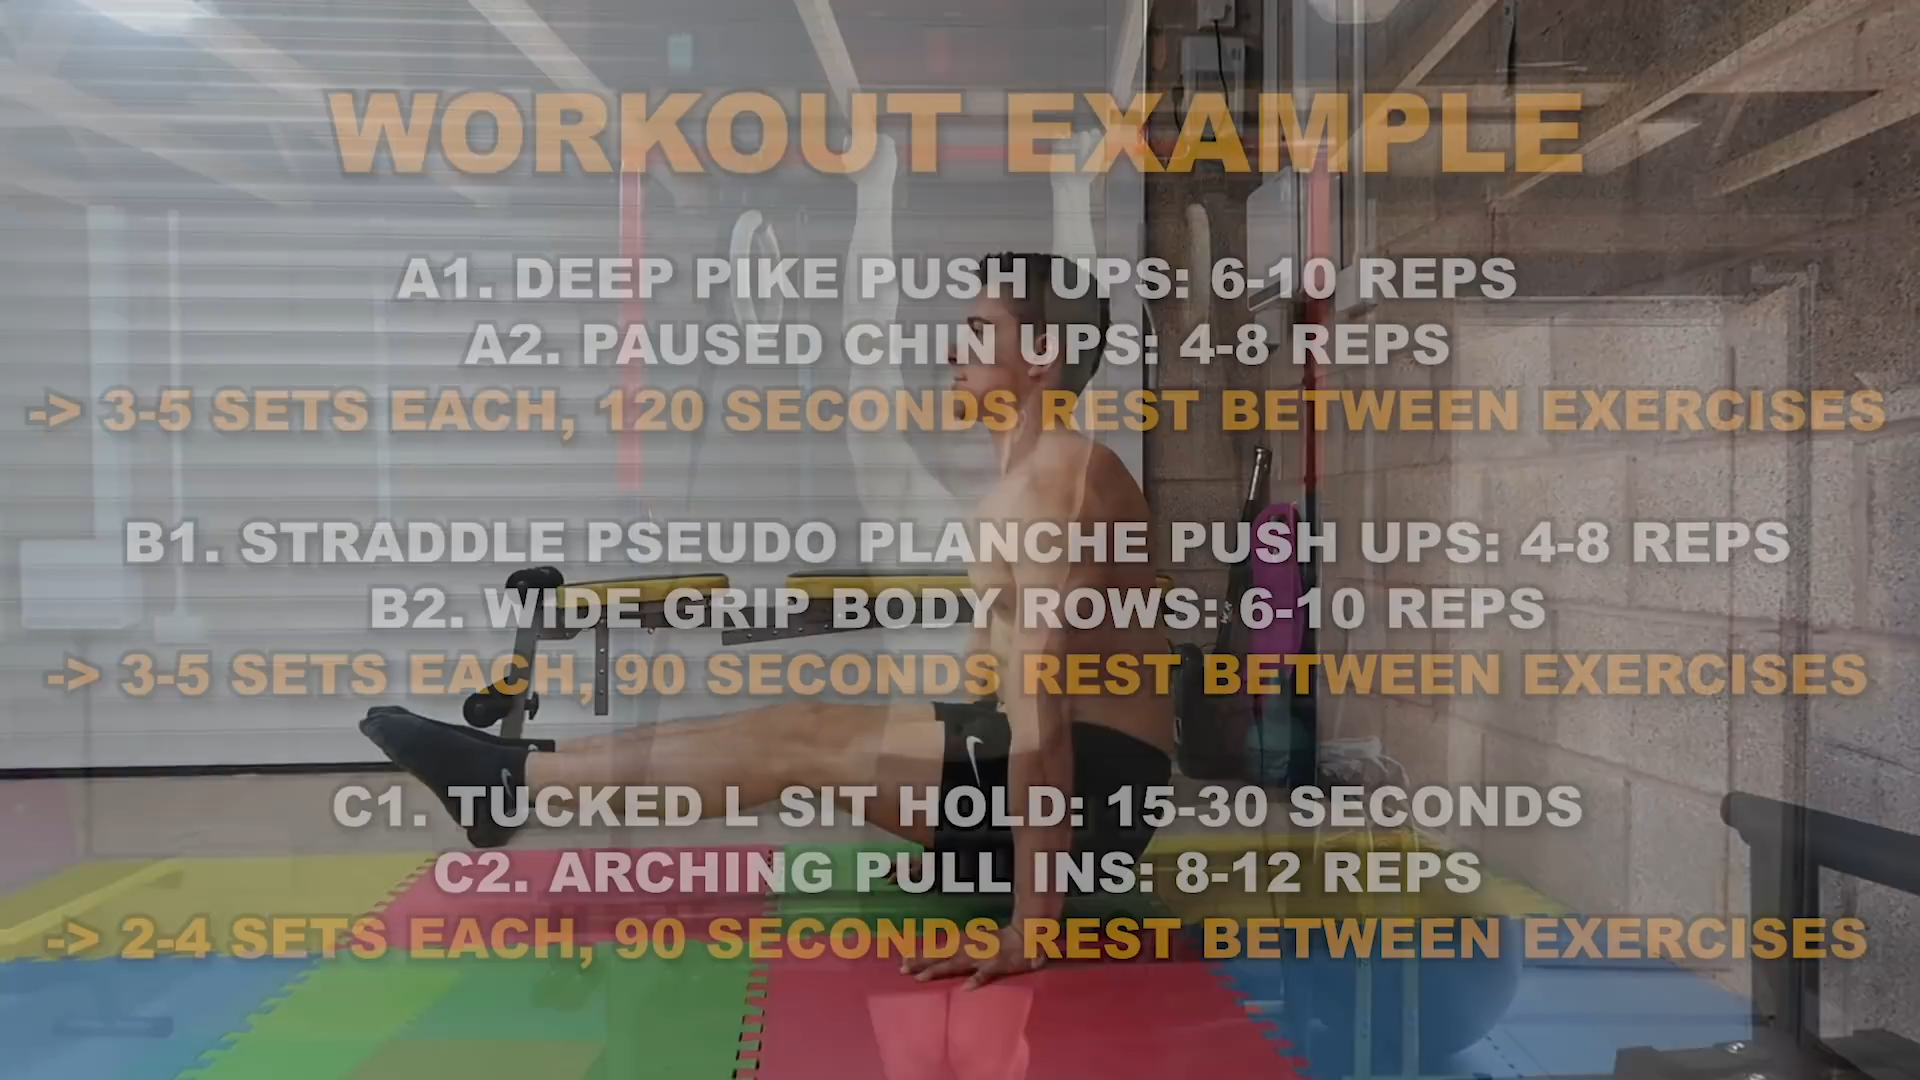 WORKOUT EXAMPLE
A1. DEEP PIKE PUSH UPS: 6-10 REPS
A2. PAUSED CHIN UPS: 4-8 REPS
-> 3-5 SETS EACH, 120 SECONDS REST BETWEEN EXERCISES
B1. STRADDLE PSEUDO PLANCHE PUSH UPS: 4-8 REPS
B2. WIDE GRIP BODY ROWS: 6-10 REPS
-> 3-5 SETS EACH, 90 SECONDS REST BETWEEN EXERCISES
C1. TUCKED L SIT HOLD: 15-30 SECONDS
C2. ARCHING PULL INS: 8-12 REPS
-> 2-4 SETS EACH, 90 SECONDS REST BETWEEN EXERCISES